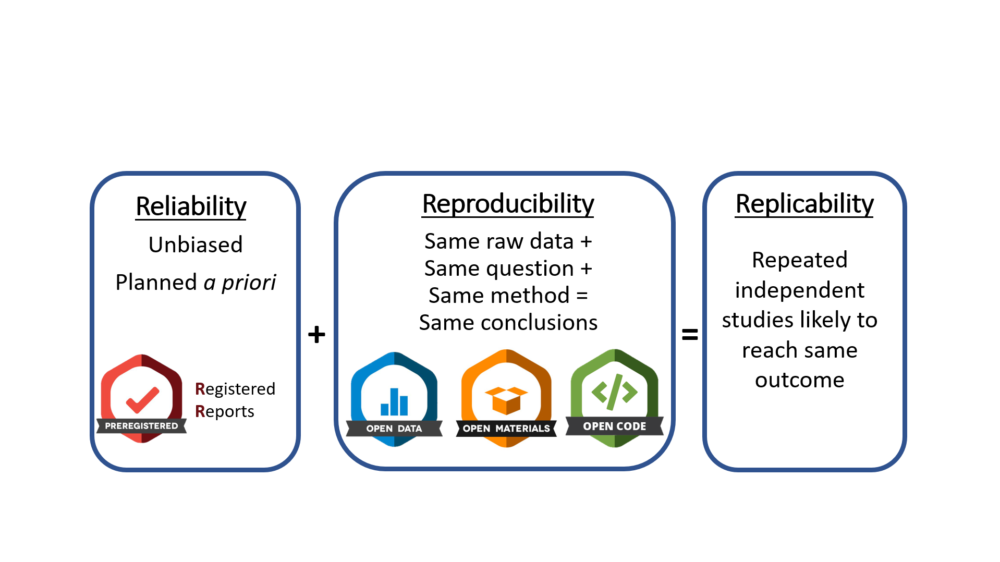 Reliability
Unbiased
Planned a priori
PREREGISTERED
Registered
Reports
+
Reproducibility
Same raw data +
Same question +
Same method =
Same conclusions
OPEN DATA
OPEN MATERIALS
OPEN CODE
=
Replicability
Repeated
independent
studies likely to
reach same
outcome